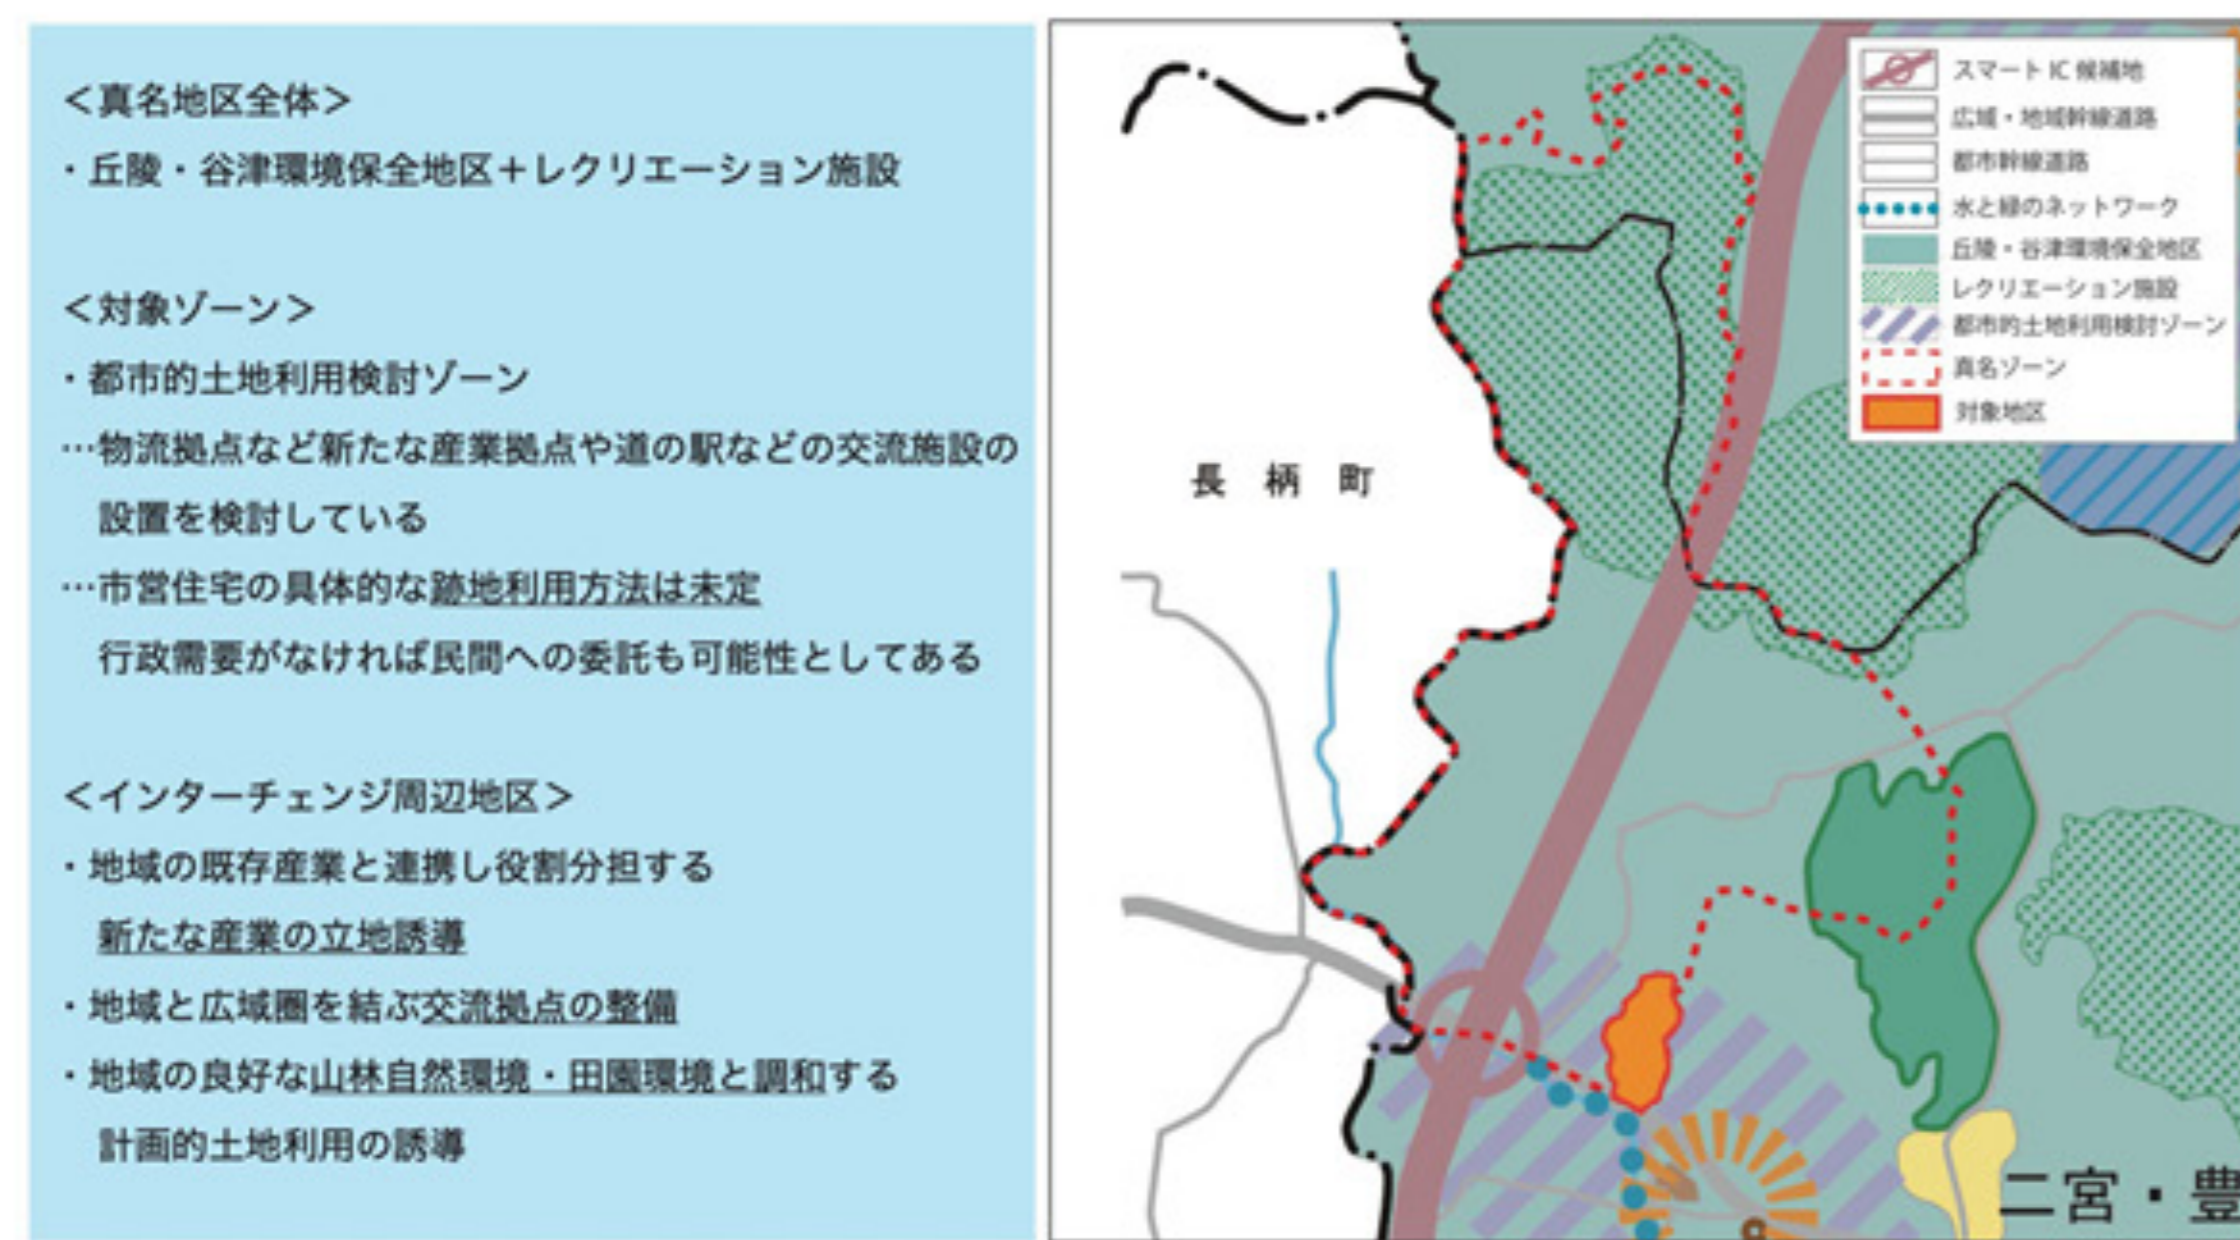 ＜真名地区全体＞
・丘陵・谷津環境保全地区＋レクリエーション施設
＜対象ゾーン＞
・都市的土地利用検討ゾーン
…物流拠点など新たな産業拠点や道の駅などの交流施設の
設置を検討している
…市営住宅の具体的な跡地利用方法は未定
行政需要がなければ民間への委託も可能性としてある
＜インターチェンジ周辺地区＞
・地域の既存産業と連携し役割分担する
新たな産業の立地誘導
・地域と広域圏を結ぶ交流拠点の整備
・地域の良好な山林自然環境・田園環境と調和する
計画的土地利用の誘導
スマートIC候補地
広域・地域幹線道路
都市幹線道路
水と緑のネットワーク
丘陵・谷津環境保全地区
レクリエーション施設
都市的土地利用検討ゾーン
真名ゾーン
対象地区
長柄町
二宮・豊